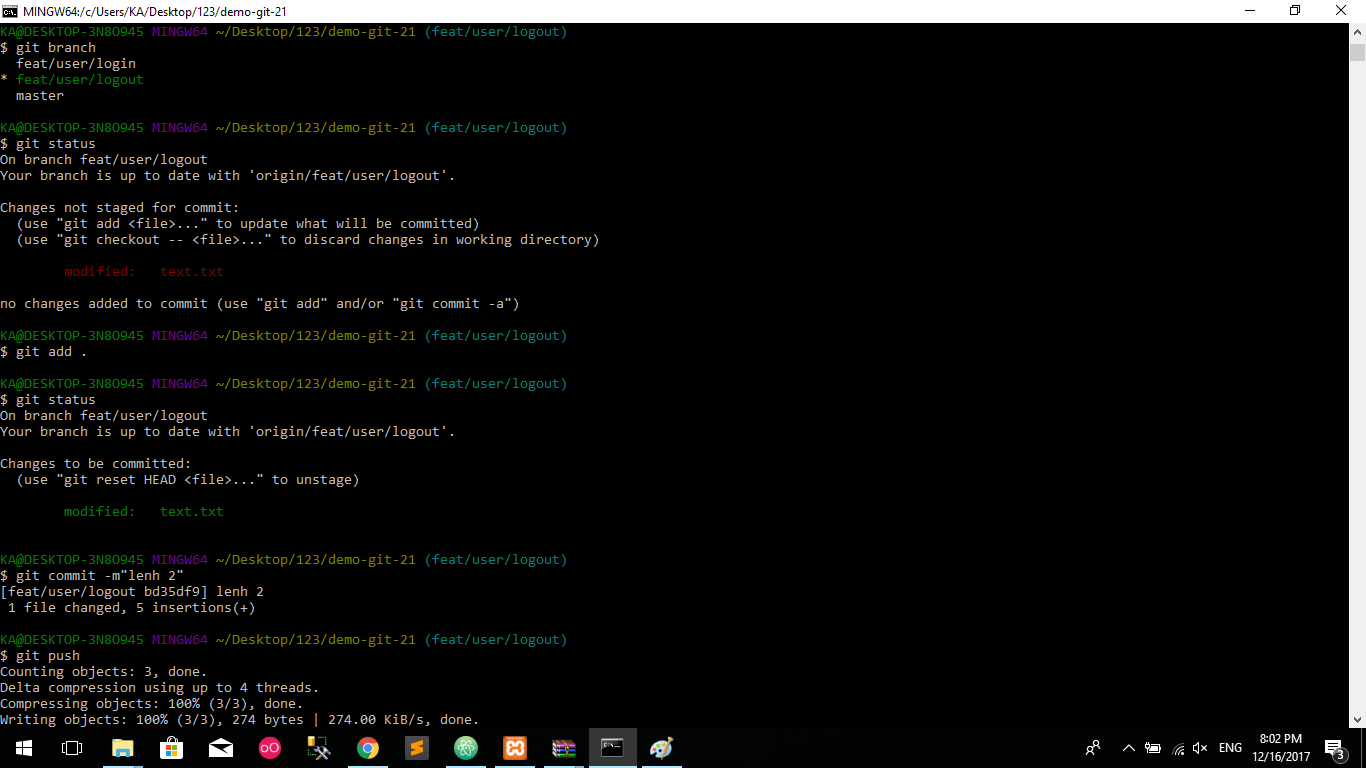 MINGW64:/c/Users/KA/Desktop/123/demo-git-21
KA@DESKTOP-3N8O945 MINGW64 ~/Desktop/123/demo-git-21 (feat/user/logout)
$ git branch
  feat/user/login
* feat/user/logout
  master
KA@DESKTOP-3N8O945 MINGW64 ~/Desktop/123/demo-git-21 (feat/user/logout)
$ git status
On branch feat/user/logout
Your branch is up to date with 'origin/feat/user/logout'.
Changes not staged for commit:
  (use "git add <file>..." to update what will be committed)
  (use "git checkout -- <file>..." to discard changes in working directory)
        modified:   text.txt
no changes added to commit (use "git add" and/or "git commit -a")
KA@DESKTOP-3N8O945 MINGW64 ~/Desktop/123/demo-git-21 (feat/user/logout)
$ git add .
KA@DESKTOP-3N8O945 MINGW64 ~/Desktop/123/demo-git-21 (feat/user/logout)
$ git status
On branch feat/user/logout
Your branch is up to date with 'origin/feat/user/logout'.
Changes to be committed:
  (use "git reset HEAD <file>..." to unstage)
        modified:   text.txt
KA@DESKTOP-3N8O945 MINGW64 ~/Desktop/123/demo-git-21 (feat/user/logout)
$ git commit -m"lenh 2"
[feat/user/logout bd35df9] lenh 2
 1 file changed, 5 insertions(+)
KA@DESKTOP-3N8O945 MINGW64 ~/Desktop/123/demo-git-21 (feat/user/logout)
$ git push
Counting objects: 3, done.
Delta compression using up to 4 threads.
Compressing objects: 100% (3/3), done.
Writing objects: 100% (3/3), 274 bytes | 274.00 KiB/s, done.
ENG
8:02 PM
12/16/2017
3